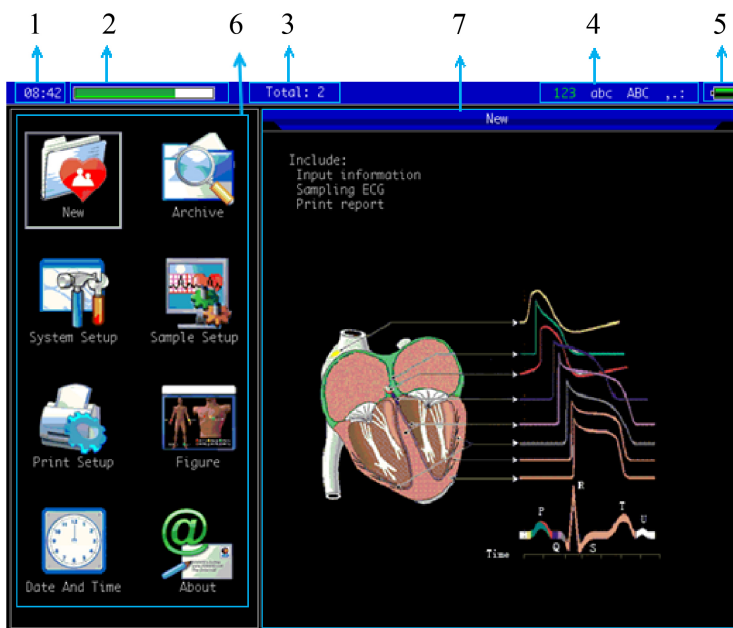 1 2 6 3 7 4 5
08:42 Total: 2 123 abc ABC ,.:
New
Include:
Input information
Sampling ECG
Print report
New Archive
System Setup Sample Setup
Print Setup Figure
Date And Time About
R
P T U
Q S
Time